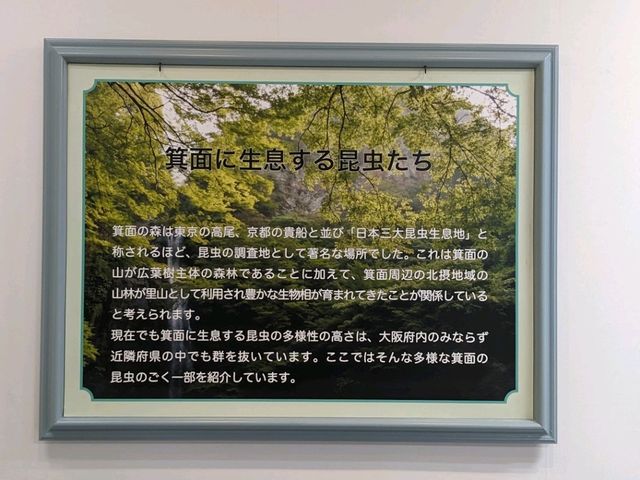 箕面に生息する昆虫たち
箕面の森は東京の高尾、京都の貴船と並び「日本三大昆虫生息地」と
称されるほど、昆虫の調査地として著名な場所でした。これは箕面の
山が広葉樹主体の森林であることに加えて、箕面周辺の北摂地域の
山林が里山として利用され豊かな生物相が育まれてきたことが関係している
と考えられます。
現在でも箕面に生息する昆虫の多様性の高さは、大阪府内のみならず
近隣府県の中でも群を抜いています。ここではそんな多様な箕面の
昆虫のごく一部を紹介しています。